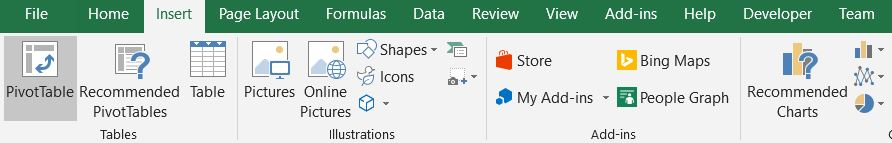 File Home Insert Page Layout Formulas Data Review View Add-ins Help Developer Team
PivotTable
Recommended
PivotTables
Table
Tables
Pictures
Online
Pictures
Shapes
Icons
Illustrations
Store
My Add-ins
Bing Maps
People Graph
Add-ins
Recommended
Charts